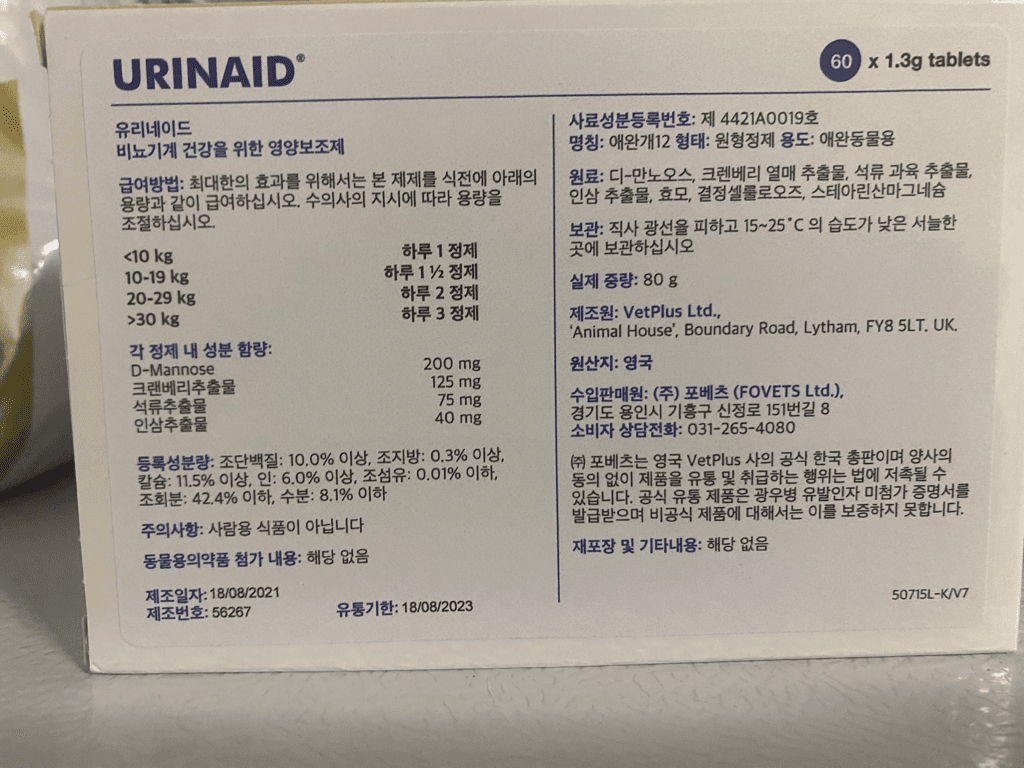 URINAID®
60 x 1.3g tablets
유리네이드
비뇨기계 건강을 위한 영양보조제
급여방법: 최대한의 효과를 위해서는 본 제제를 식전에 아래의
용량과 같이 급여하십시오. 수의사의 지시에 따라 용량을
조절하십시오.
<10 kg 하루 1 정제
10-19 kg 하루 1 ½ 정제
20-29 kg 하루 2 정제
>30 kg 하루 3 정제
각 정제 내 성분 함량:
D-Mannose 200 mg
크랜베리추출물 125 mg
석류추출물 75 mg
인삼추출물 40 mg
등록성분량: 조단백질: 10.0% 이상, 조지방: 0.3% 이상,
칼슘: 11.5% 이상, 인: 6.0% 이상, 조섬유: 0.01% 이하,
조회분: 42.4% 이하, 수분: 8.1% 이하
주의사항: 사람용 식품이 아닙니다
동물용의약품 첨가 내용: 해당 없음
제조일자: 18/08/2021
제조번호: 56267 유통기한: 18/08/2023
사료성분등록번호: 제 4421A0019호
명칭: 애완개12 형태: 원형정제 용도: 애완동물용
원료: 디-만노오스, 크렌베리 열매 추출물, 석류 과육 추출물,
인삼 추출물, 효모, 결정셀룰로오즈, 스테아린산마그네슘
보관: 직사 광선을 피하고 15~25˚C 의 습도가 낮은 서늘한
곳에 보관하십시오
실제 중량: 80 g
제조원: VetPlus Ltd.,
'Animal House', Boundary Road, Lytham, FY8 5LT. UK.
원산지: 영국
수입판매원: (주) 포베츠 (FOVETS Ltd.),
경기도 용인시 기흥구 신정로 151번길 8
소비자 상담전화: 031-265-4080
㈜ 포베츠는 영국 VetPlus 사의 공식 한국 총판이며 양사의
동의 없이 제품을 유통 및 취급하는 행위는 법에 저촉될 수
있습니다. 공식 유통 제품은 광우병 유발인자 미첨가 증명서를
발급받으며 비공식 제품에 대해서는 이를 보증하지 못합니다.
재포장 및 기타내용: 해당 없음
50715L-K/V7